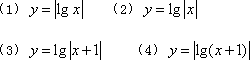 (1) y=|lg x| (2) y=lg|x|
(3) y=lg|x+1| (4) y=|lg(x+1)|